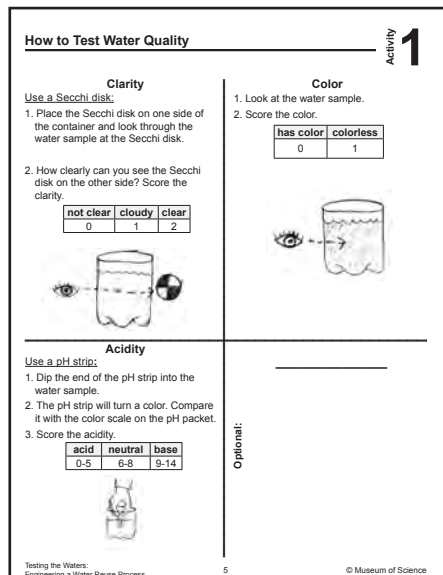 How to Test Water Quality
Activity
1
Clarity
Use a Secchi disk:
1. Place the Secchi disk on one side of
the container and look through the
water sample at the Secchi disk.
2. How clearly can you see the Secchi
disk on the other side? Score the
clarity.
not clear cloudy clear
0 1 2
Color
1. Look at the water sample.
2. Score the color.
has color colorless
0 1
Acidity
Use a pH strip:
1. Dip the end of the pH strip into the
water sample.
2. The pH strip will turn a color. Compare
it with the color scale on the pH packet.
3. Score the acidity.
acid neutral base
0-5 6-8 9-14
Optional:
Testing the Waters:
Engineering a Water Reuse Process
5
© Museum of Science